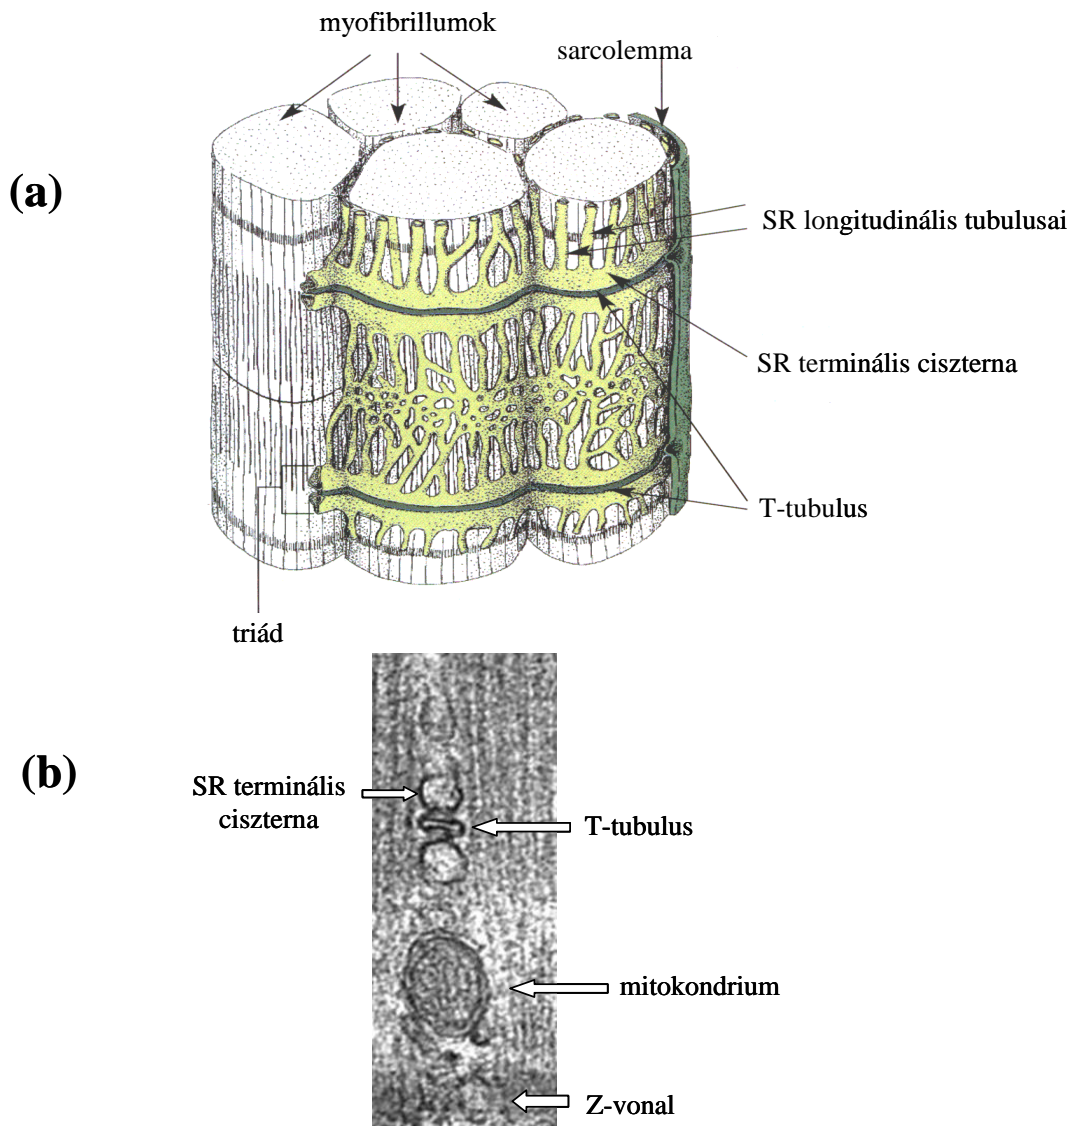 myofibrillumok
sarcolemma
(a)
SR longitudinális tubulusai
SR terminális ciszterna
T-tubulus
triád
(b)
SR terminális
ciszterna
T-tubulus
mitokondrium
Z-vonal